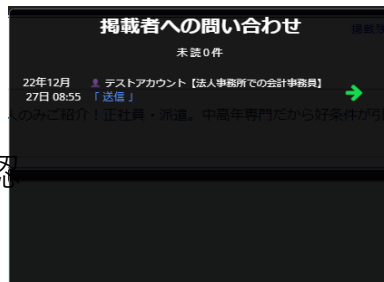 掲載者への問い合わせ
未読0件
22年12月
27日 08:55
テストアカウント【法人事務所での会計事務員】
「送信」
のみご紹介！正社員・派遣。中高年専門だから好条件が引